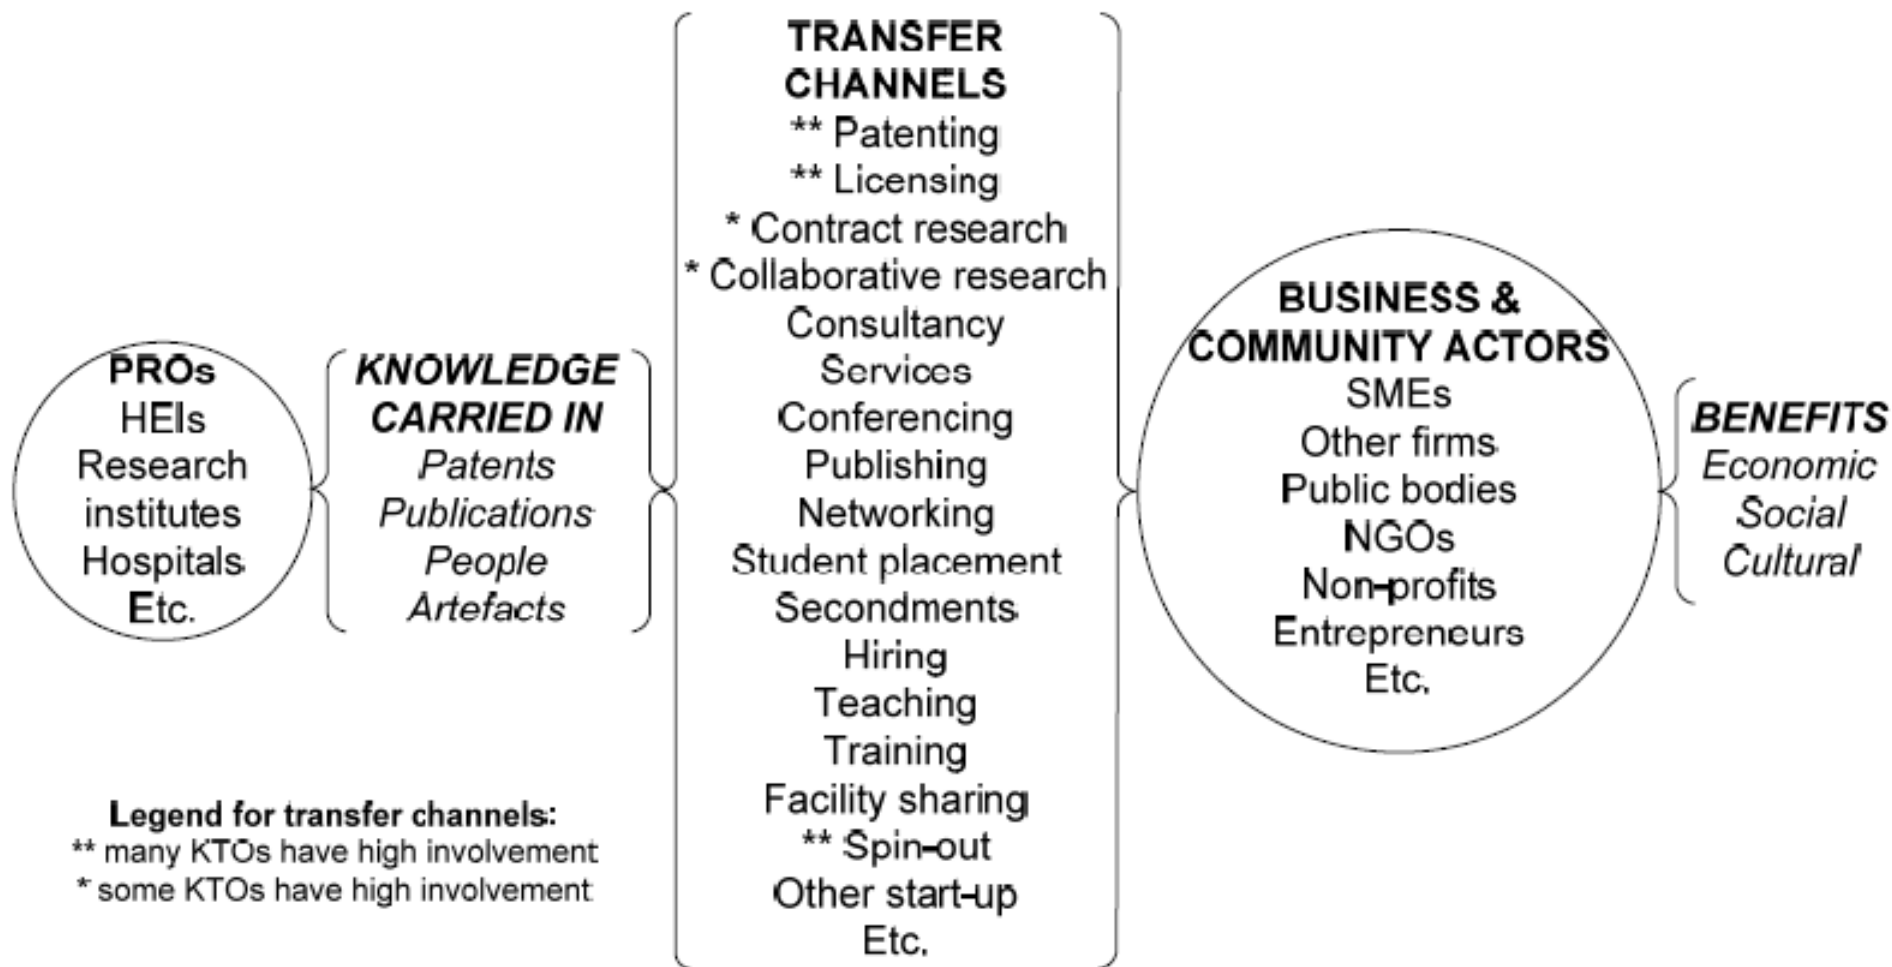 PROs
HEIs
Research
institutes
Hospitals
Etc.
KNOWLEDGE
CARRIED IN
Patents
Publications
People
Artefacts
TRANSFER
CHANNELS
** Patenting
** Licensing
* Contract research
* Collaborative research
Consultancy
Services
Conferencing
Publishing
Networking
Student placement
Secondments
Hiring
Teaching
Training
Facility sharing
** Spin-out
Other start-up
Etc.
BUSINESS &
COMMUNITY ACTORS
SMEs
Other firms
Public bodies
NGOs
Non-profits
Entrepreneurs
Etc.
BENEFITS
Economic
Social
Cultural
Legend for transfer channels:
** many KTOs have high involvement
* some KTOs have high involvement